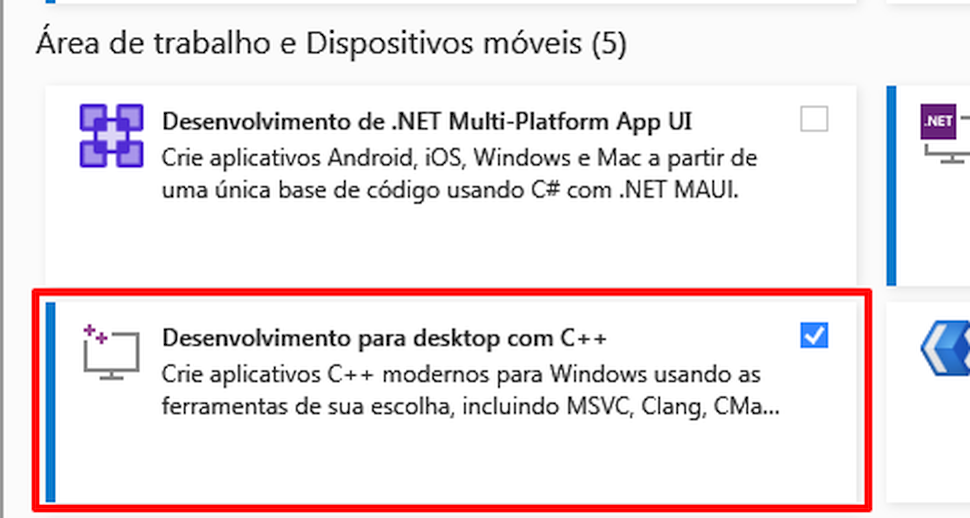 Área de trabalho e Dispositivos móveis (5)
Desenvolvimento de .NET Multi-Platform App UI
Crie aplicativos Android, iOS, Windows e Mac a partir de
uma única base de código usando C# com .NET MAUI.
.NET
Desenvolvimento para desktop com C++
Crie aplicativos C++ modernos para Windows usando as
ferramentas de sua escolha, incluindo MSVC, Clang, CMa...